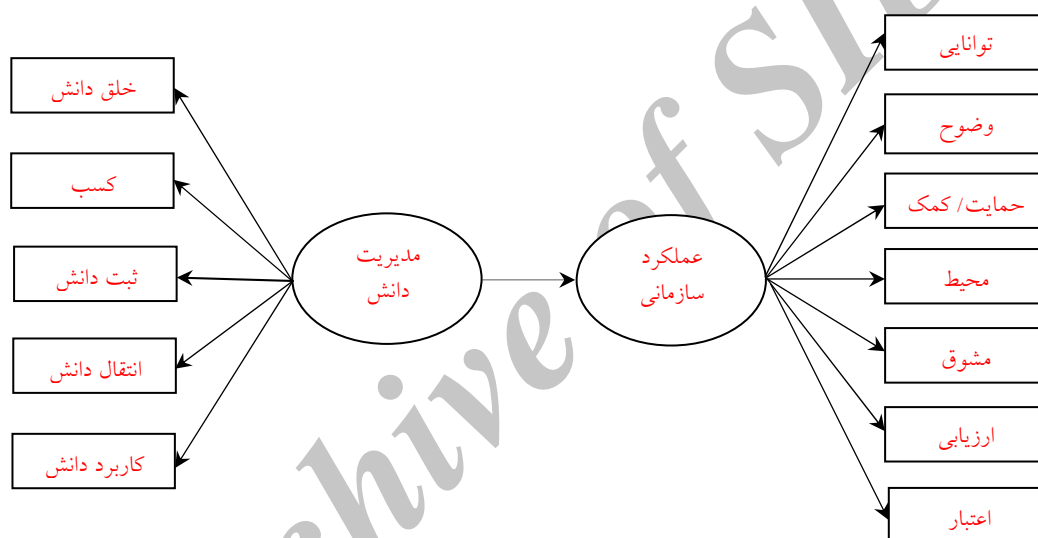 توانایی
وضوح
حمایت/ کمک
محیط
مشوق
ارزیابی
اعتبار
عملکرد
سازمانی
مدیریت
دانش
خلق دانش
کسب
ثبت دانش
انتقال دانش
کاربرد دانش